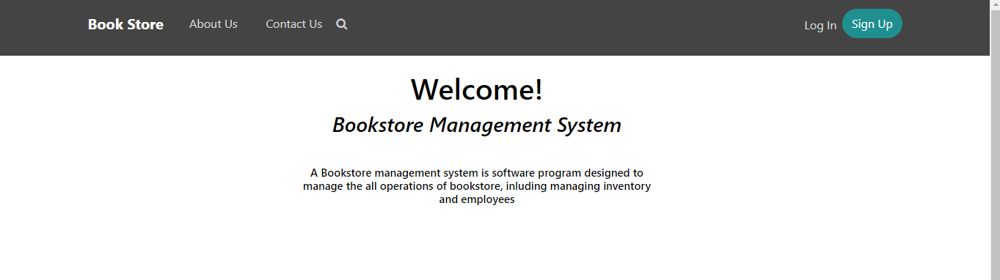 Book Store About Us Contact Us Log In Sign Up
Welcome!
Bookstore Management System
A Bookstore management system is software program designed to
manage the all operations of bookstore, inluding managing inventory
and employees